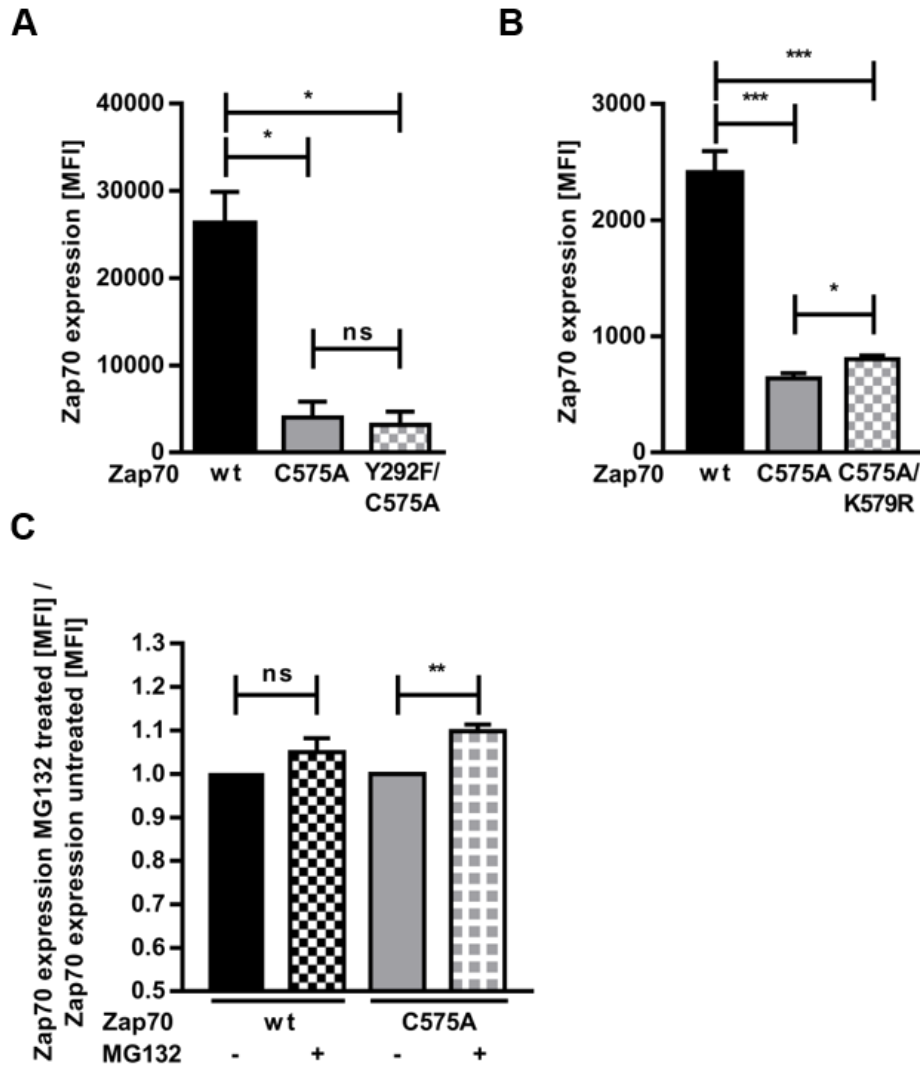 A
Zap70 expression [MFI]
40000
30000
20000
10000
0
*
*
ns
Zap70 wt C575A Y292F/
C575A
B
Zap70 expression [MFI]
3000
2000
1000
0
***
***
*
Zap70 wt C575A C575A/
K579R
C
Zap70 expression MG132 treated [MFI] /
Zap70 expression untreated [MFI]
1.3
1.2
1.1
1.0
0.9
0.8
0.7
0.6
0.5
ns
**
Zap70 wt C575A
MG132 - + - +